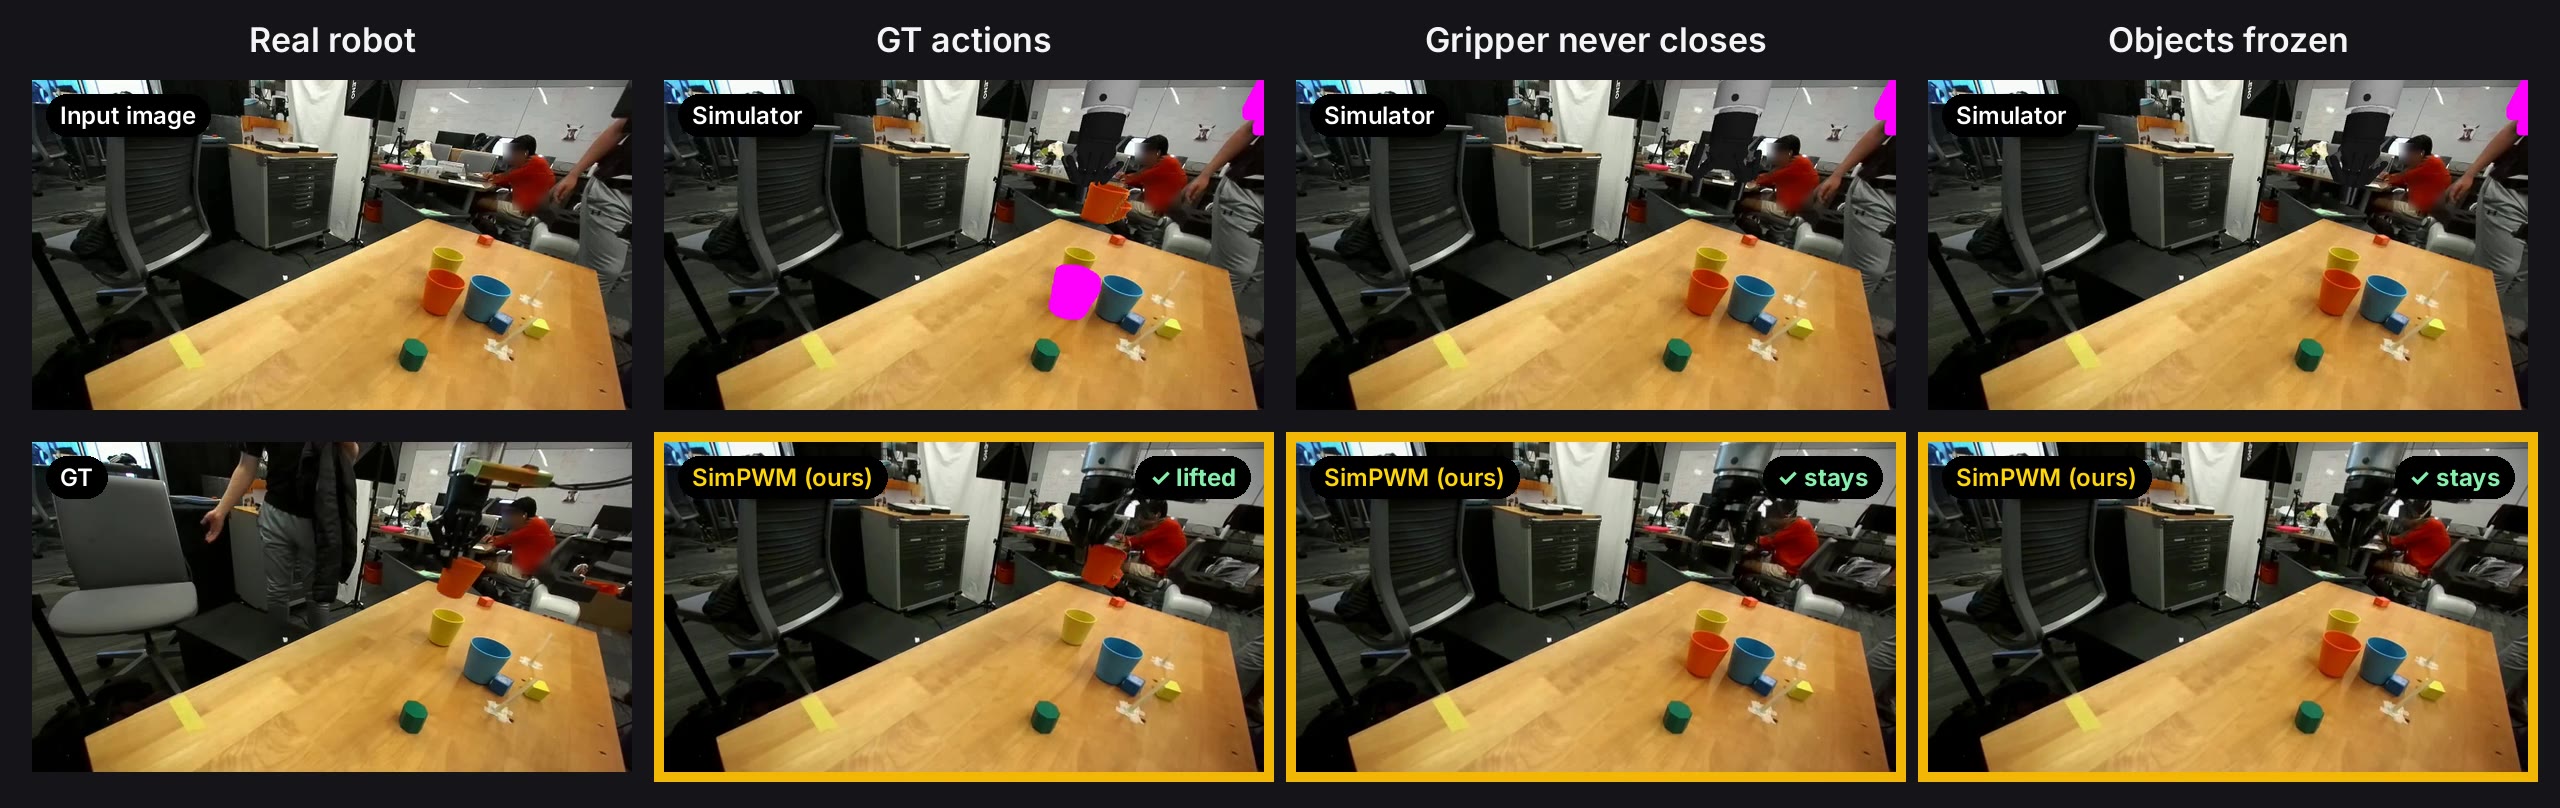 Real robot
GT actions
Gripper never closes
Objects frozen
Input image
Simulator
Simulator
Simulator
GT
SimPWM (ours)
✓ lifted
SimPWM (ours)
✓ stays
SimPWM (ours)
✓ stays